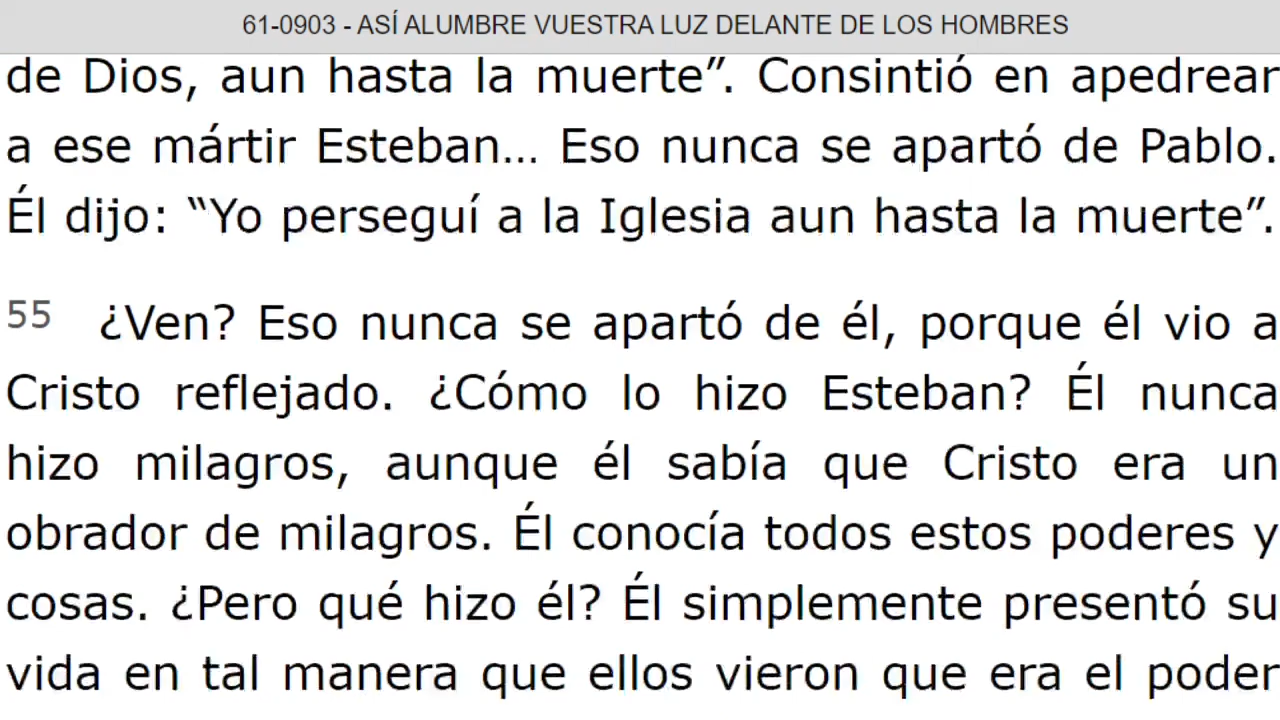 61-0903 - ASÍ ALUMBRE VUESTRA LUZ DELANTE DE LOS HOMBRES
de Dios, aun hasta la muerte”. Consintió en apedrear
a ese mártir Esteban... Eso nunca se apartó de Pablo.
Él dijo: “Yo perseguí a la Iglesia aun hasta la muerte”.
55 ¿Ven? Eso nunca se apartó de él, porque él vio a
Cristo reflejado. ¿Cómo lo hizo Esteban? Él nunca
hizo milagros, aunque él sabía que Cristo era un
obrador de milagros. Él conocía todos estos poderes y
cosas. ¿Pero qué hizo él? Él simplemente presentó su
vida en tal manera que ellos vieron que era el poder